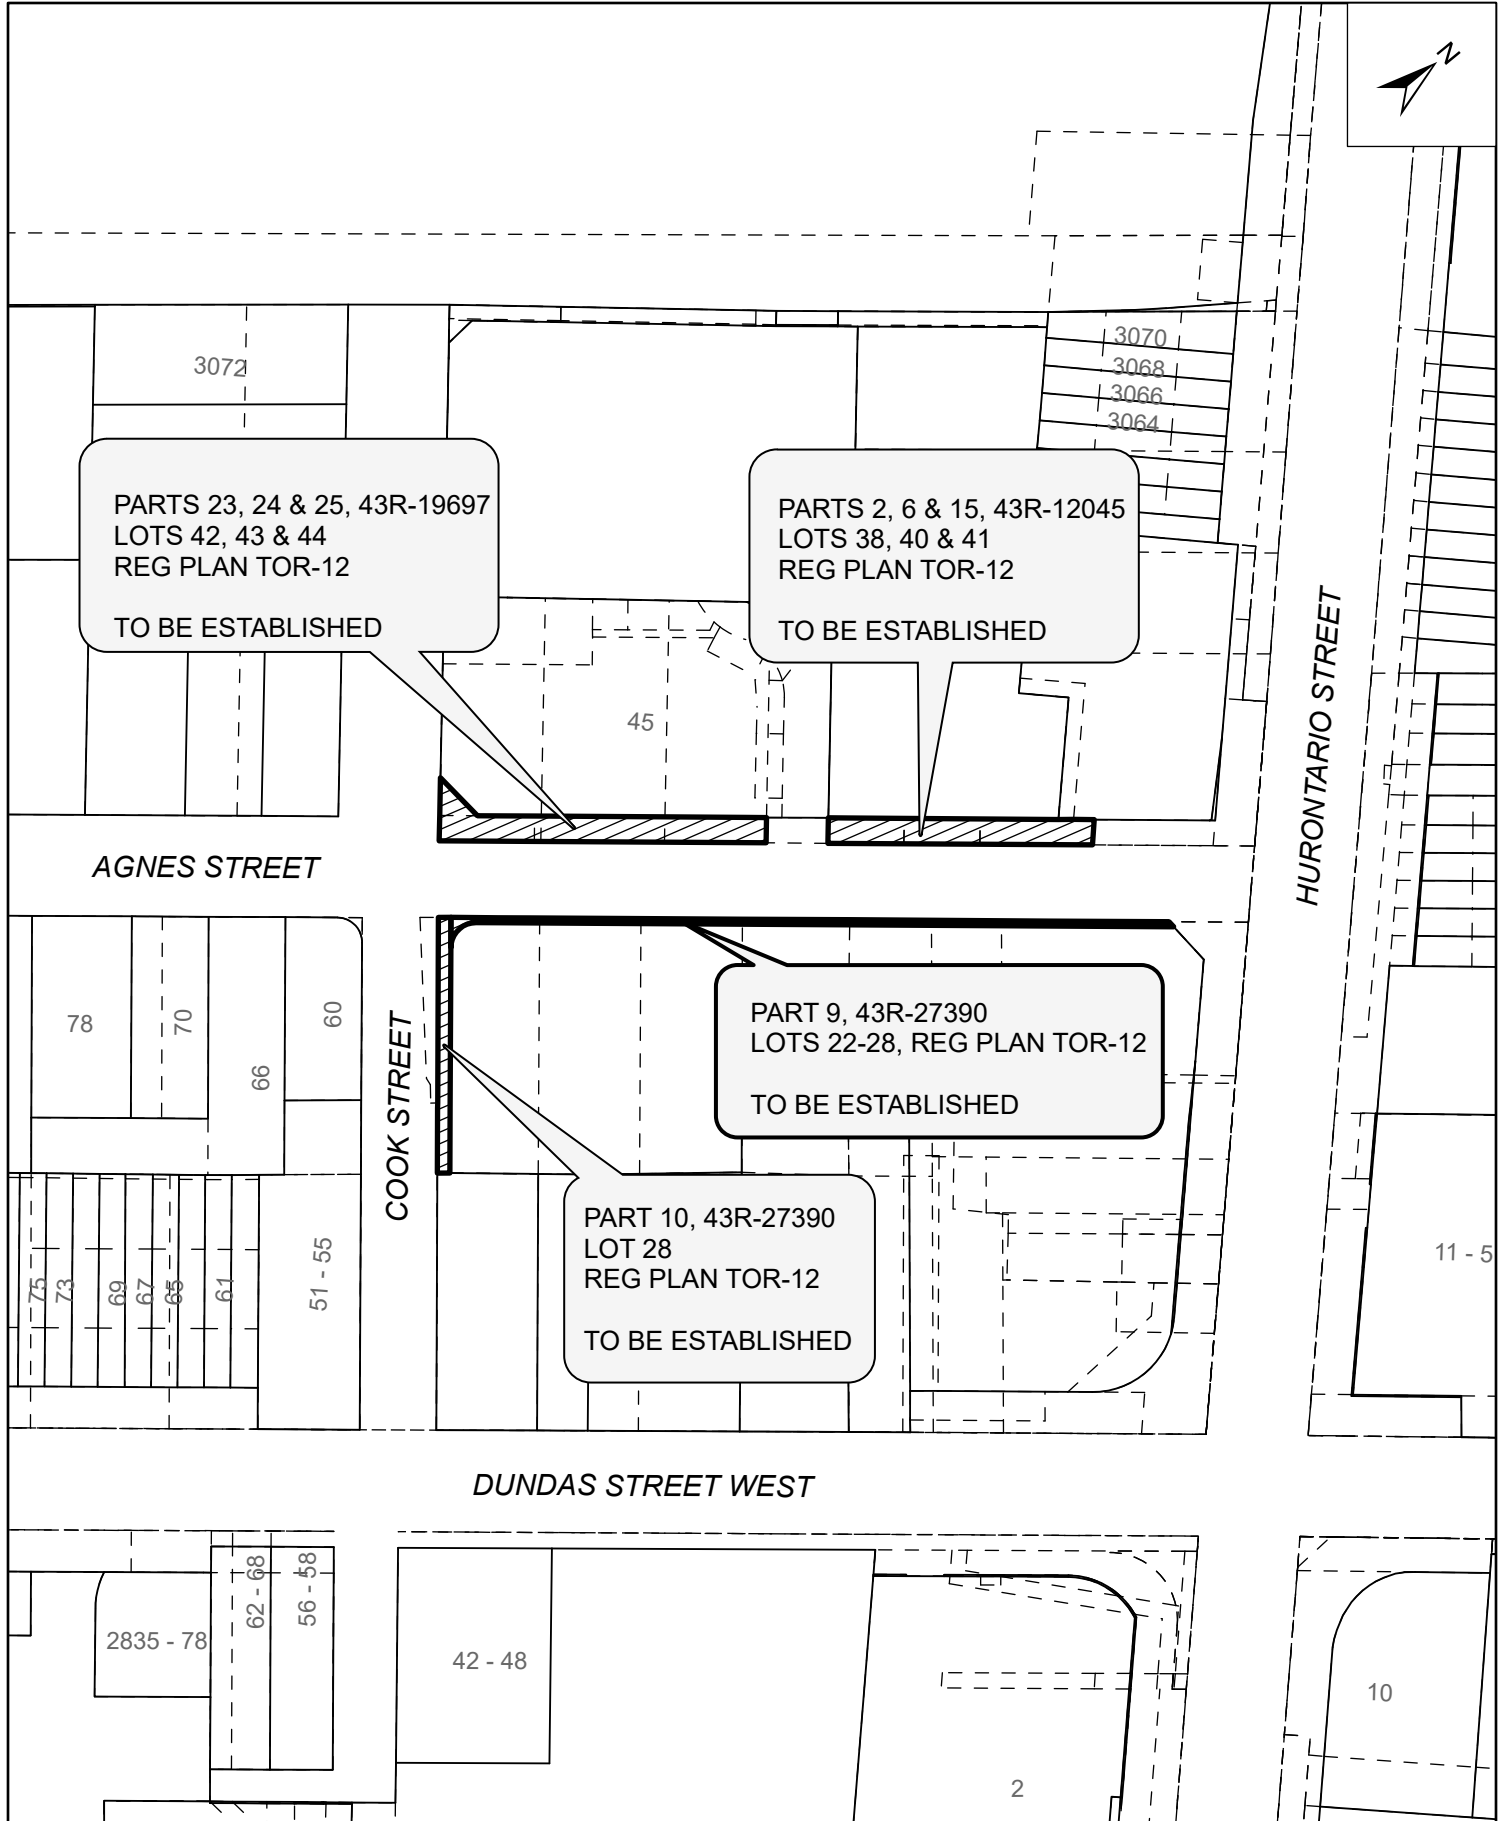 N
3070
3072
3068
3066
3064
PARTS 23, 24 & 25, 43R-19697
LOTS 42, 43 & 44
REG PLAN TOR-12
TO BE ESTABLISHED
PARTS 2, 6 & 15, 43R-12045
LOTS 38, 40 & 41
REG PLAN TOR-12
TO BE ESTABLISHED
45
HURONTARIO STREET
AGNES STREET
78
70
66
60
COOK STREET
PART 9, 43R-27390
LOTS 22-28, REG PLAN TOR-12
TO BE ESTABLISHED
PART 10, 43R-27390
LOT 28
REG PLAN TOR-12
TO BE ESTABLISHED
75
73
69
67
65
61
51 - 55
11 - 5
DUNDAS STREET WEST
62 - 68
56 - 58
2835 - 78
42 - 48
10
2